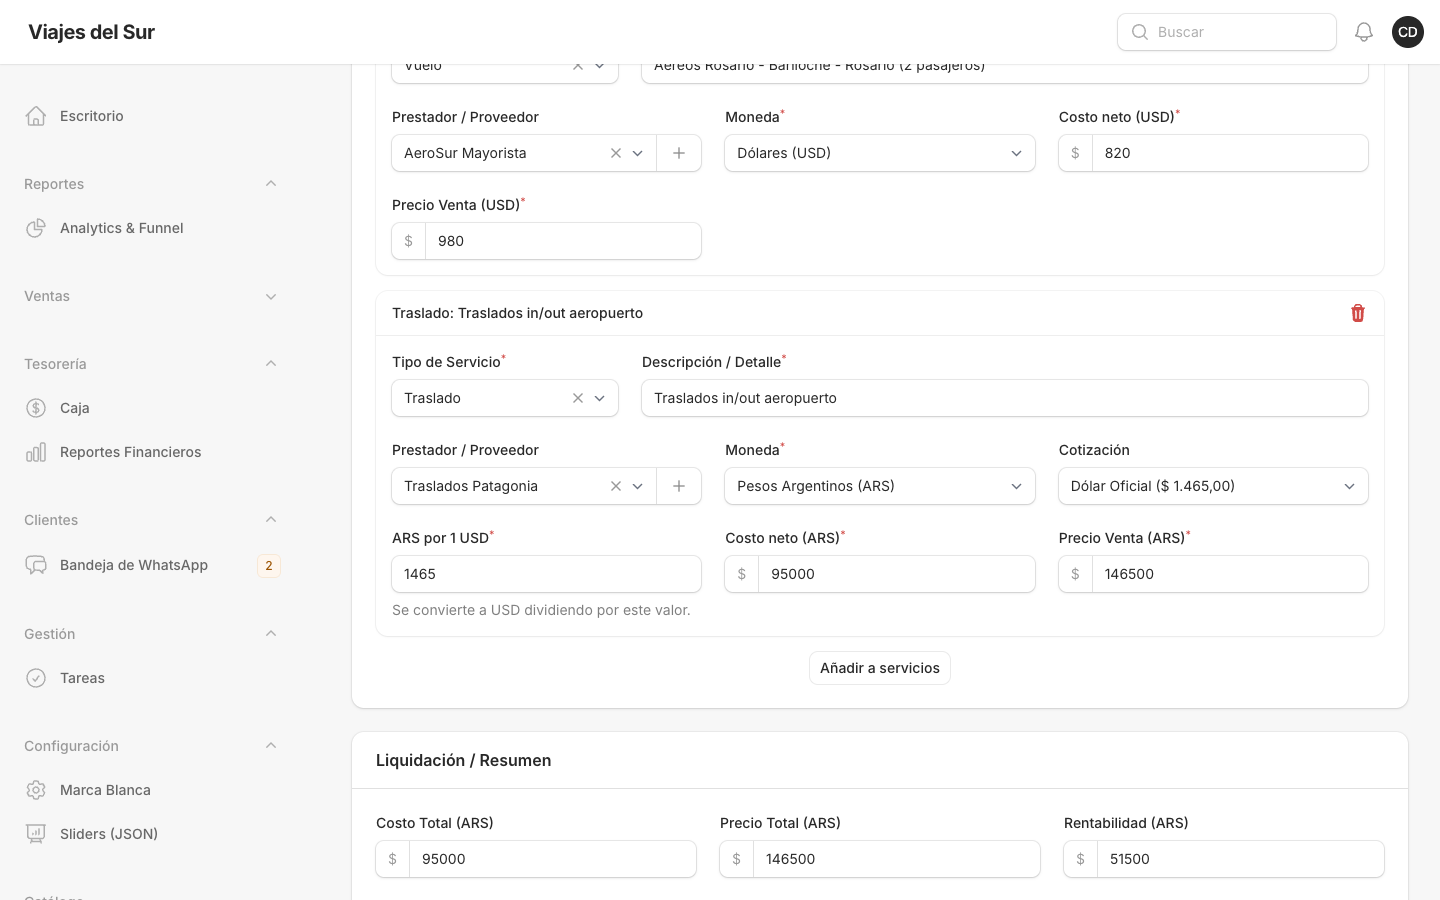 Viajes del Sur
Buscar
CD
Escritorio
Reportes
Analytics & Funnel
Ventas
Tesorería
Caja
Reportes Financieros
Clientes
Bandeja de WhatsApp
2
Gestión
Tareas
Configuración
Marca Blanca
Sliders (JSON)
Catálogo
Vuelo
Aéreos Rosario - Bariloche - Rosario (2 pasajeros)
Prestador / Proveedor
Moneda*
Costo neto (USD)*
AeroSur Mayorista
Dólares (USD)
$ 820
Precio Venta (USD)*
$ 980
Traslado: Traslados in/out aeropuerto
Tipo de Servicio*
Descripción / Detalle*
Traslado
Traslados in/out aeropuerto
Prestador / Proveedor
Moneda*
Cotización
Traslados Patagonia
Pesos Argentinos (ARS)
Dólar Oficial ($ 1.465,00)
ARS por 1 USD*
Costo neto (ARS)*
Precio Venta (ARS)*
1465
$ 95000
$ 146500
Se convierte a USD dividiendo por este valor.
Añadir a servicios
Liquidación / Resumen
Costo Total (ARS)
Precio Total (ARS)
Rentabilidad (ARS)
$ 95000
$ 146500
$ 51500